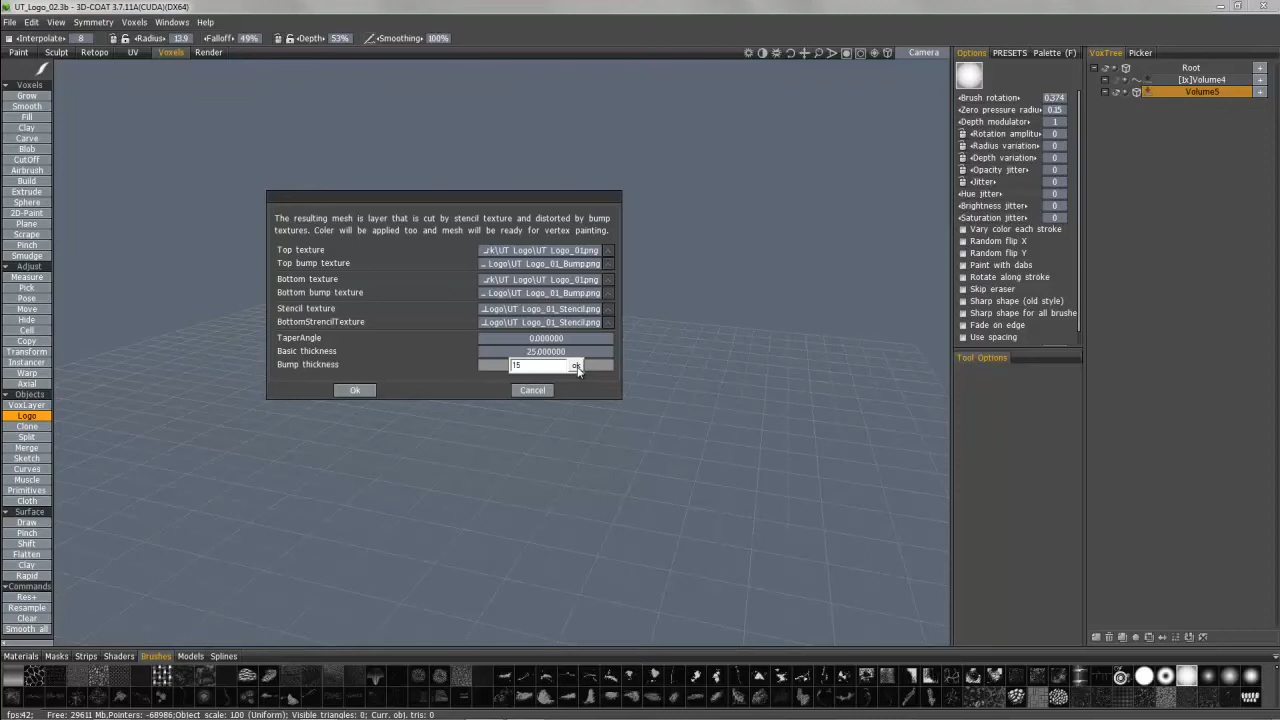 UT_Logo_02.3b - 3D-COAT 3.7.11A(CUDA)(DX64)
File Edit View Symmetry Voxels Windows Help
Interpolate: 8 Radius: 13.9 Falloff: 49% Depth: 53% Smoothing: 100%
Paint Sculpt Retopo UV Voxels Render Camera
Options PRESETS Palette (F)
VoxTree Picker
Voxels
Grow
Smooth
Fill
Clay
Carve
Blob
CutOff
Airbrush
Build
Extrude
Sphere
2D-Paint
Plane
Scrape
Pinch
Smudge
Adjust
Measure
Pick
Pose
Move
Hide
Cell
Copy
Transform
Instancer
Warp
Axial
Objects
VoxLayer
Logo
Clone
Split
Merge
Sketch
Curves
Muscle
Primitives
Cloth
Surface
Draw
Pinch
Shift
Flatten
Clay
Rapid
Commands
Res+
Resample
Clear
Smooth all
The resulting mesh is layer that is cut by stencil texture and distorted by bump
textures. Coler will be applied too and mesh will be ready for vertex painting.
Top texture ..rk\UT Logo\UT Logo_01.png
Top bump texture .. Logo\UT Logo_01_Bump.png
Bottom texture ..rk\UT Logo\UT Logo_01.png
Bottom bump texture .. Logo\UT Logo_01_Bump.png
Stencil texture ..Logo\UT Logo_01_Stencil.png
BottomStrencilTexture ..Logo\UT Logo_01_Stencil.png
TaperAngle 0.000000
Basic thickness 25.000000
Bump thickness 15 ok
Ok Cancel
Brush rotation 0.374
Zero pressure radiu 0.15
Depth modulator 1
Rotation amplitu 0
Radius variation 0
Depth variation 0
Opacity jitter 0
Jitter 0
Hue jitter 0
Brightness jitter 0
Saturation jitter 0
Vary color each stroke
Random flip X
Random flip Y
Paint with dabs
Rotate along stroke
Skip eraser
Sharp shape (old style)
Sharp shape for all brushe
Fade on edge
Use spacing
Tool Options
Root +
[1x]Volume4 +
Volume5 +
Materials Masks Strips Shaders Brushes Models Splines
fps:42; Free: 29611 Mb,Pointers: -68986;Object scale: 100 (Uniform); Visible triangles: 0; Curr. obj. tris: 0